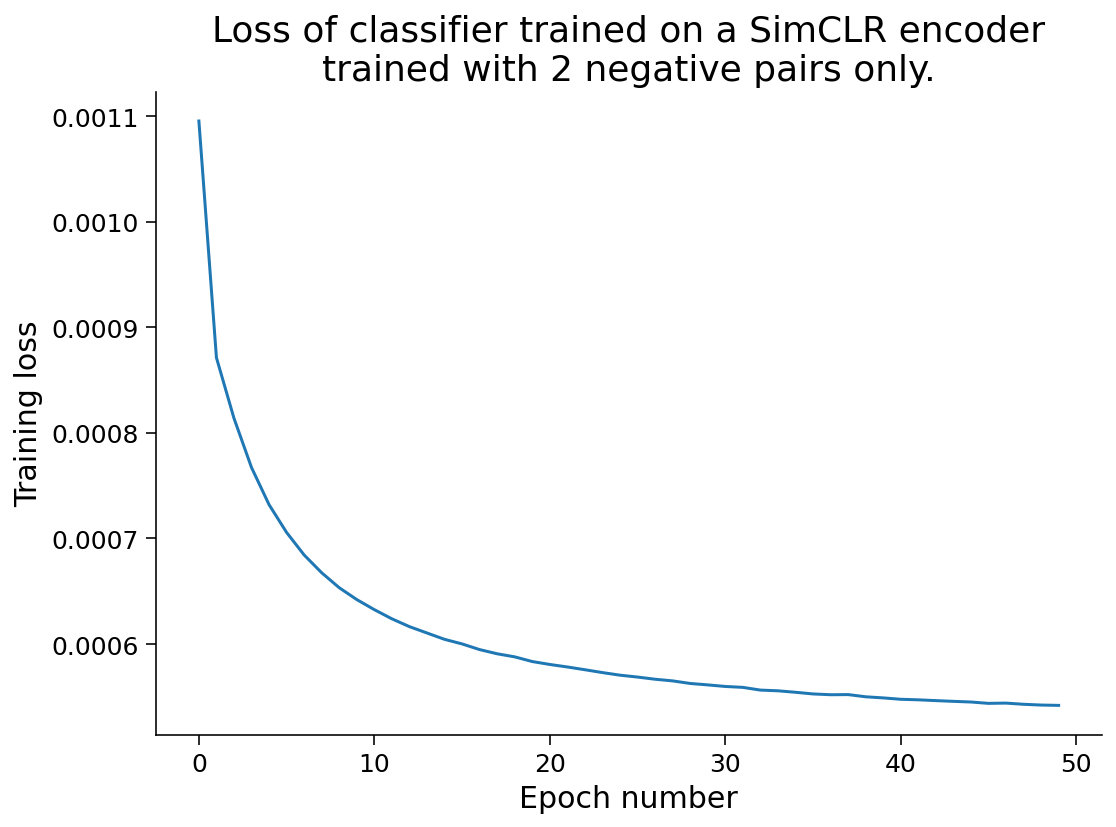 Loss of classifier trained on a SimCLR encoder
trained with 2 negative pairs only.
0.0011
0.0010
0.0009
0.0008
0.0007
0.0006
Training loss
0 10 20 30 40 50
Epoch number